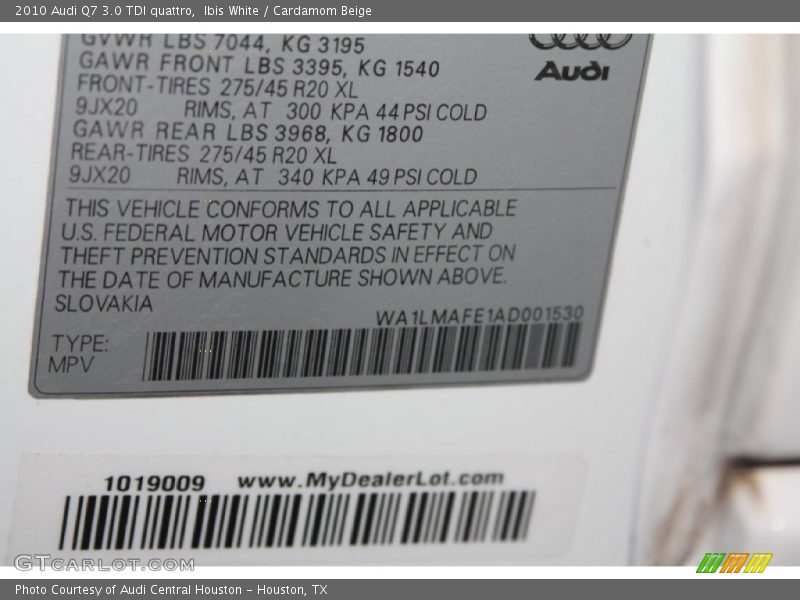 2010 Audi Q7 3.0 TDI quattro, Ibis White / Cardamom Beige
GVWR LBS 7044, KG 3195
GAWR FRONT LBS 3395, KG 1540
FRONT-TIRES 275/45 R20 XL
9JX20 RIMS, AT 300 KPA 44 PSI COLD
GAWR REAR LBS 3968, KG 1800
REAR-TIRES 275/45 R20 XL
9JX20 RIMS, AT 340 KPA 49 PSI COLD
Audi
THIS VEHICLE CONFORMS TO ALL APPLICABLE
U.S. FEDERAL MOTOR VEHICLE SAFETY AND
THEFT PREVENTION STANDARDS IN EFFECT ON
THE DATE OF MANUFACTURE SHOWN ABOVE.
SLOVAKIA
WA1LMAFE1AD001530
TYPE:
MPV
1019009 www.MyDealerLot.com
GTCARLOT.COM
Photo Courtesy of Audi Central Houston - Houston, TX